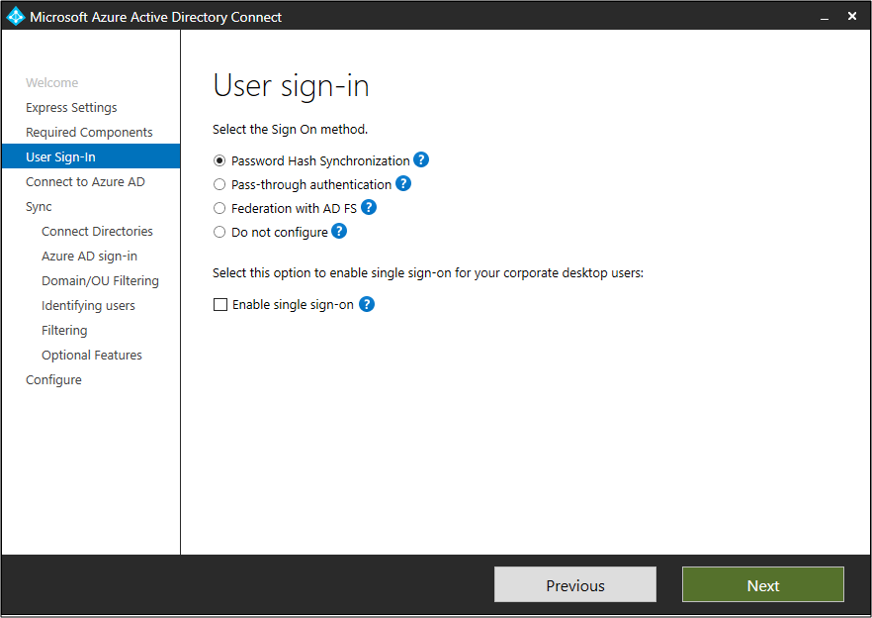 Microsoft Azure Active Directory Connect
Welcome
Express Settings
Required Components
User Sign-In
Connect to Azure AD
Sync
Connect Directories
Azure AD sign-in
Domain/OU Filtering
Identifying users
Filtering
Optional Features
Configure
User sign-in
Select the Sign On method.
Password Hash Synchronization ?
Pass-through authentication ?
Federation with AD FS ?
Do not configure ?
Select this option to enable single sign-on for your corporate desktop users:
Enable single sign-on ?
Previous
Next